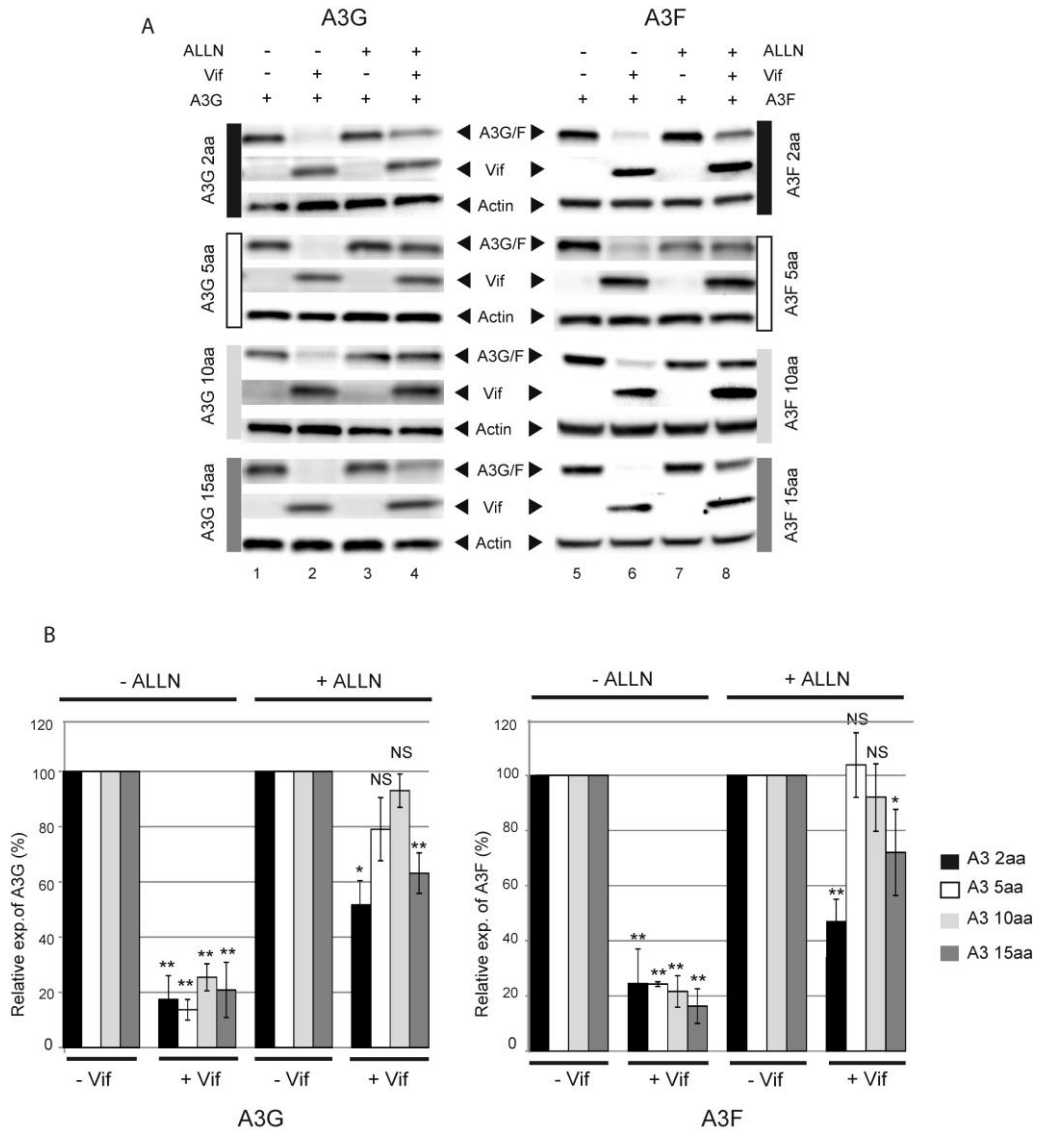 A
A3G
A3F
ALLN - - + + - - + + ALLN
Vif - + - + - + - + Vif
A3G + + + + + + + + A3F
A3G 2aa
A3G/F
Vif
Actin
A3F 2aa
A3G 5aa
A3G/F
Vif
Actin
A3F 5aa
A3G 10aa
A3G/F
Vif
Actin
A3F 10aa
A3G 15aa
A3G/F
Vif
Actin
A3F 15aa
1 2 3 4 5 6 7 8
B
- ALLN
+ ALLN
Relative exp.of A3G (%)
120
100
80
60
40
20
0
** ** ** **
* NS NS **
- Vif
+ Vif
- Vif
+ Vif
A3G
- ALLN
+ ALLN
Relative exp. of A3F (%)
120
100
80
60
40
20
0
** ** ** **
** NS NS *
- Vif
+ Vif
- Vif
+ Vif
A3F
A3 2aa
A3 5aa
A3 10aa
A3 15aa